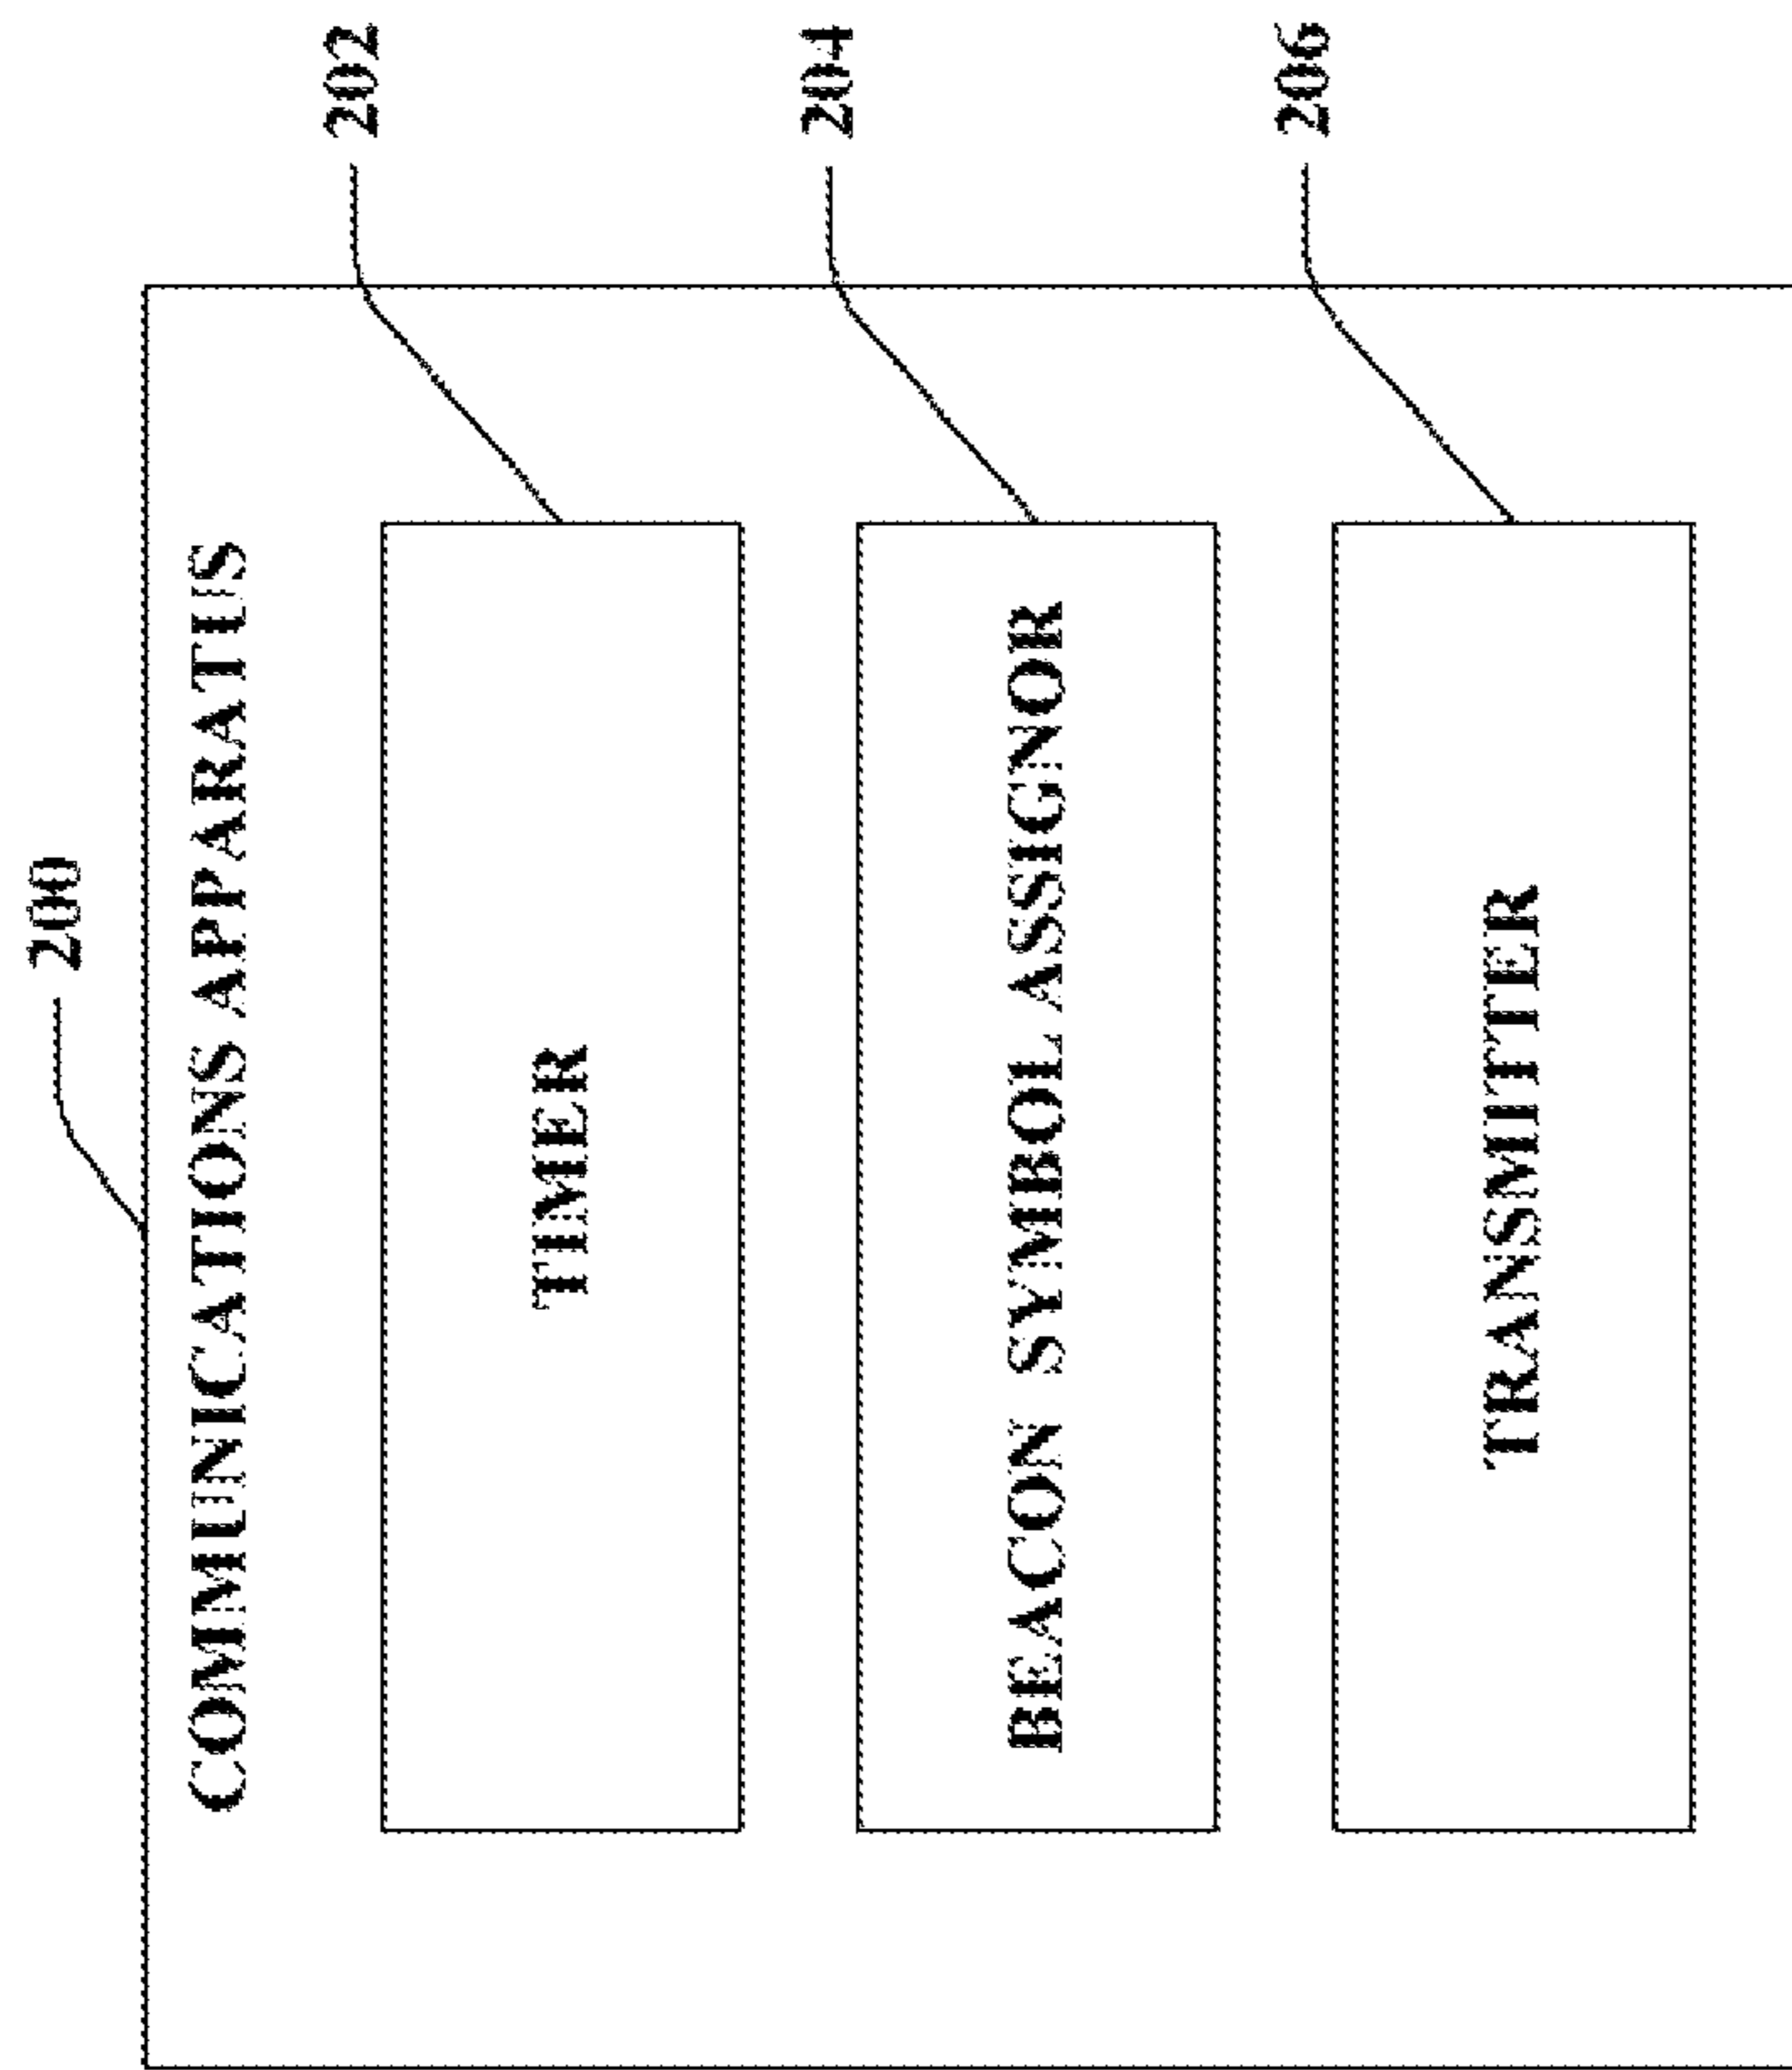 200
COMMUNICATIONS APPARATUS
202
TIMER
204
BEACON SYMBOL ASSIGNOR
206
TRANSMITTER